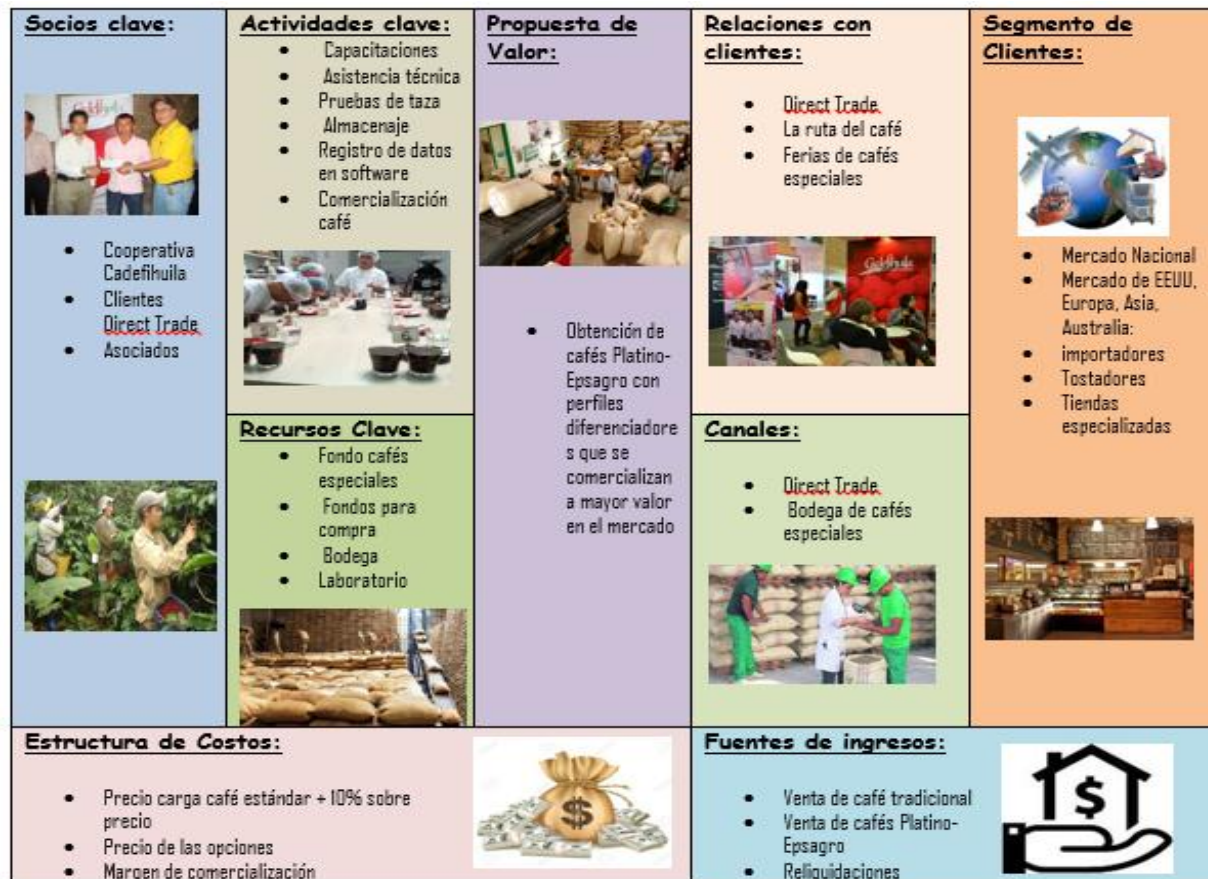 Socios clave:
Cooperativa
Cadefihuila
Clientes
Direct Trade
Asociados
Actividades clave:
Capacitaciones
Asistencia técnica
Pruebas de taza
Almacenaje
Registro de datos
en software
Comercialización
café
Recursos Clave:
Fondo cafés
especiales
Fondos para
compra
Bodega
Laboratorio
Propuesta de
Valor:
Obtención de
cafés Platino-
Epsagro con
perfiles
diferenciadore
s que se
comercializan
a mayor valor
en el mercado
Relaciones con
clientes:
Direct Trade
La ruta del café
Ferias de cafés
especiales
Canales:
Direct Trade
Bodega de cafés
especiales
Segmento de
Clientes:
Mercado Nacional
Mercado de EEUU,
Europa, Asia,
Australia:
importadores
Tostadores
Tiendas
especializadas
Estructura de Costos:
Precio carga café estándar + 10% sobre
precio
Precio de las opciones
Margen de comercialización
$
Fuentes de ingresos:
Venta de café tradicional
Venta de cafés Platino-
Epsagro
Reliquidaciones
$